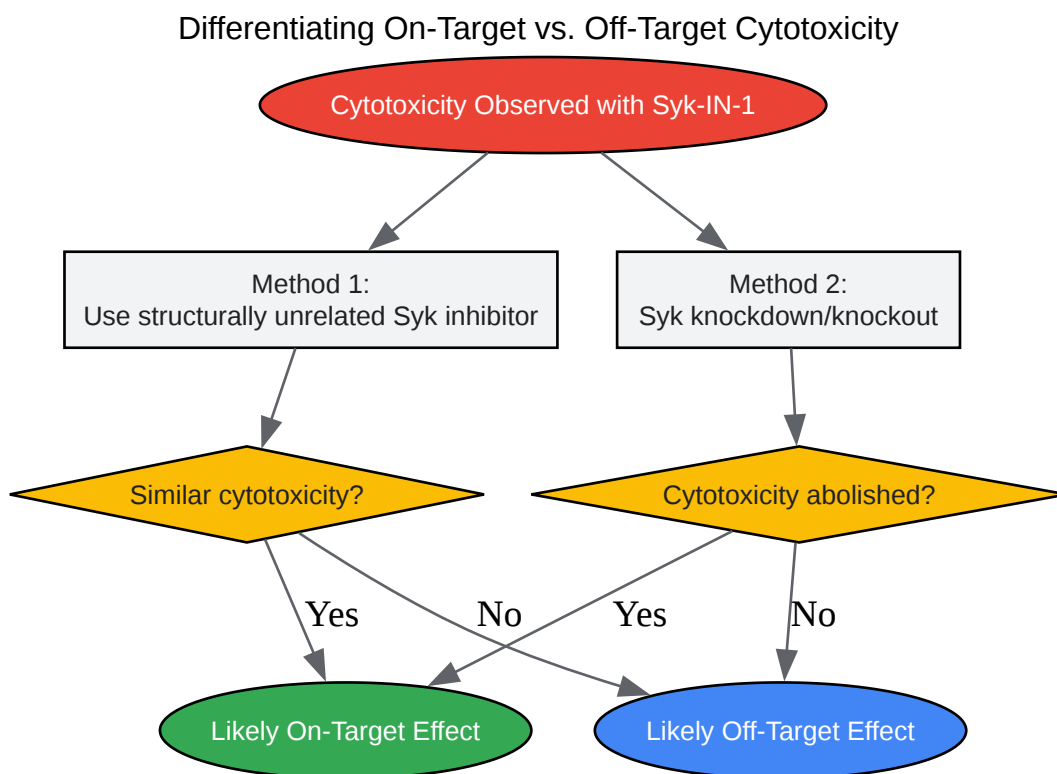 Differentiating On-Target vs. Off-Target Cytotoxicity
Cytotoxicity Observed with Syk-IN-1
Method 1:
Use structurally unrelated Syk inhibitor
Method 2:
Syk knockdown/knockout
Similar cytotoxicity?
Cytotoxicity abolished?
Yes
No
Yes
No
Likely On-Target Effect
Likely Off-Target Effect